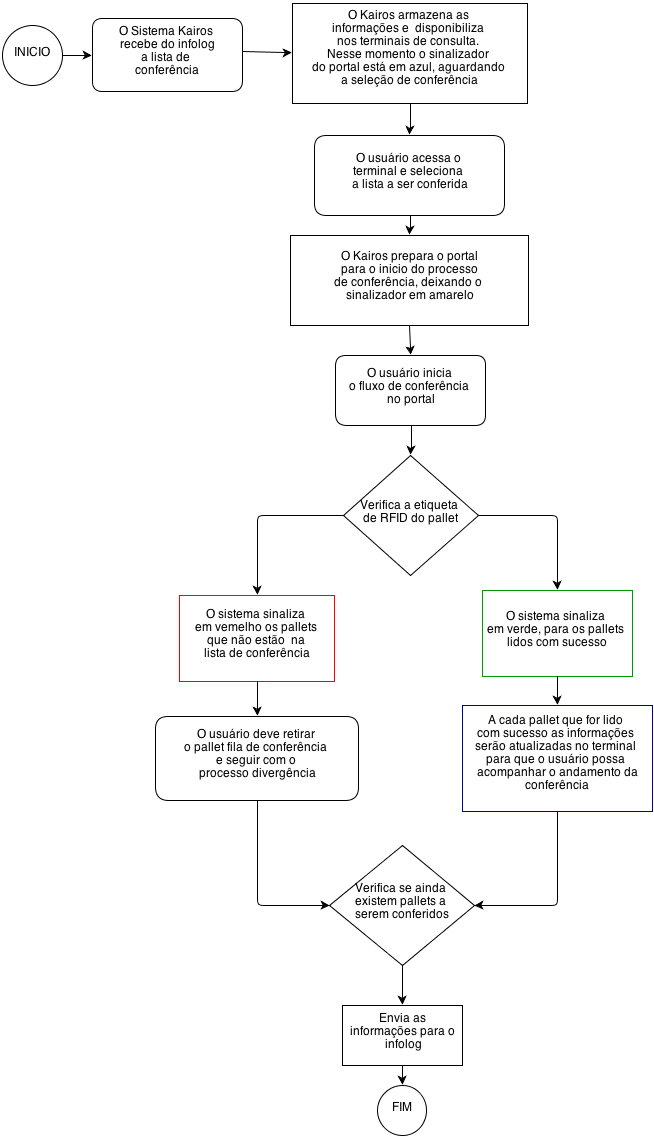 INICIO
O Sistema Kairos
recebe do infolog
a lista de
conferência
O Kairos armazena as
informações e disponibiliza
nos terminais de consulta.
Nesse momento o sinalizador
do portal está em azul, aguardando
a seleção de conferência
O usuário acessa o
terminal e seleciona
a lista a ser conferida
O Kairos prepara o portal
para o inicio do processo
de conferência, deixando o
sinalizador em amarelo
O usuário inicia
o fluxo de conferência
no portal
Verifica a etiqueta
de RFID do pallet
O sistema sinaliza
em vemelho os pallets
que não estão na
lista de conferência
O sistema sinaliza
em verde, para os pallets
lidos com sucesso
O usuário deve retirar
o pallet fila de conferência
e seguir com o
processo divergência
A cada pallet que for lido
com sucesso as informações
serão atualizadas no terminal
para que o usuário possa
acompanhar o andamento da
conferência
Verifica se ainda
existem pallets a
serem conferidos
Envia as
informações para o
infolog
FIM